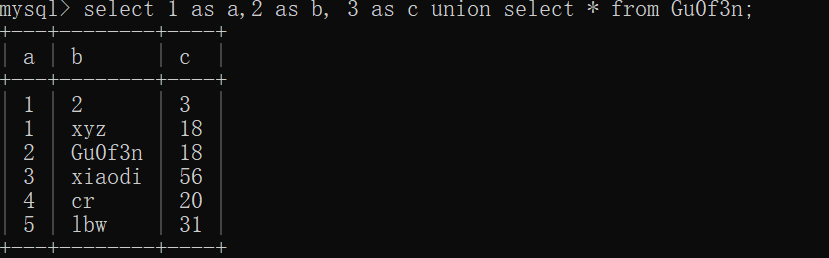 mysql> select 1 as a,2 as b, 3 as c union select * from Gu0f3n;
+---+--------+----+
| a | b      | c  |
+---+--------+----+
| 1 | 2      | 3  |
| 1 | xyz    | 18 |
| 2 | Gu0f3n | 18 |
| 3 | xiaodi | 56 |
| 4 | cr     | 20 |
| 5 | lbw    | 31 |
+---+--------+----+